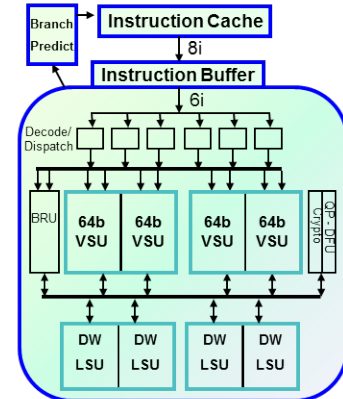 Branch
Predict
Instruction Cache
8i
Instruction Buffer
6i
Decode/
Dispatch
BRU
64b
VSU
64b
VSU
64b
VSU
64b
VSU
Crypto
QP - DFU
DW
LSU
DW
LSU
DW
LSU
DW
LSU